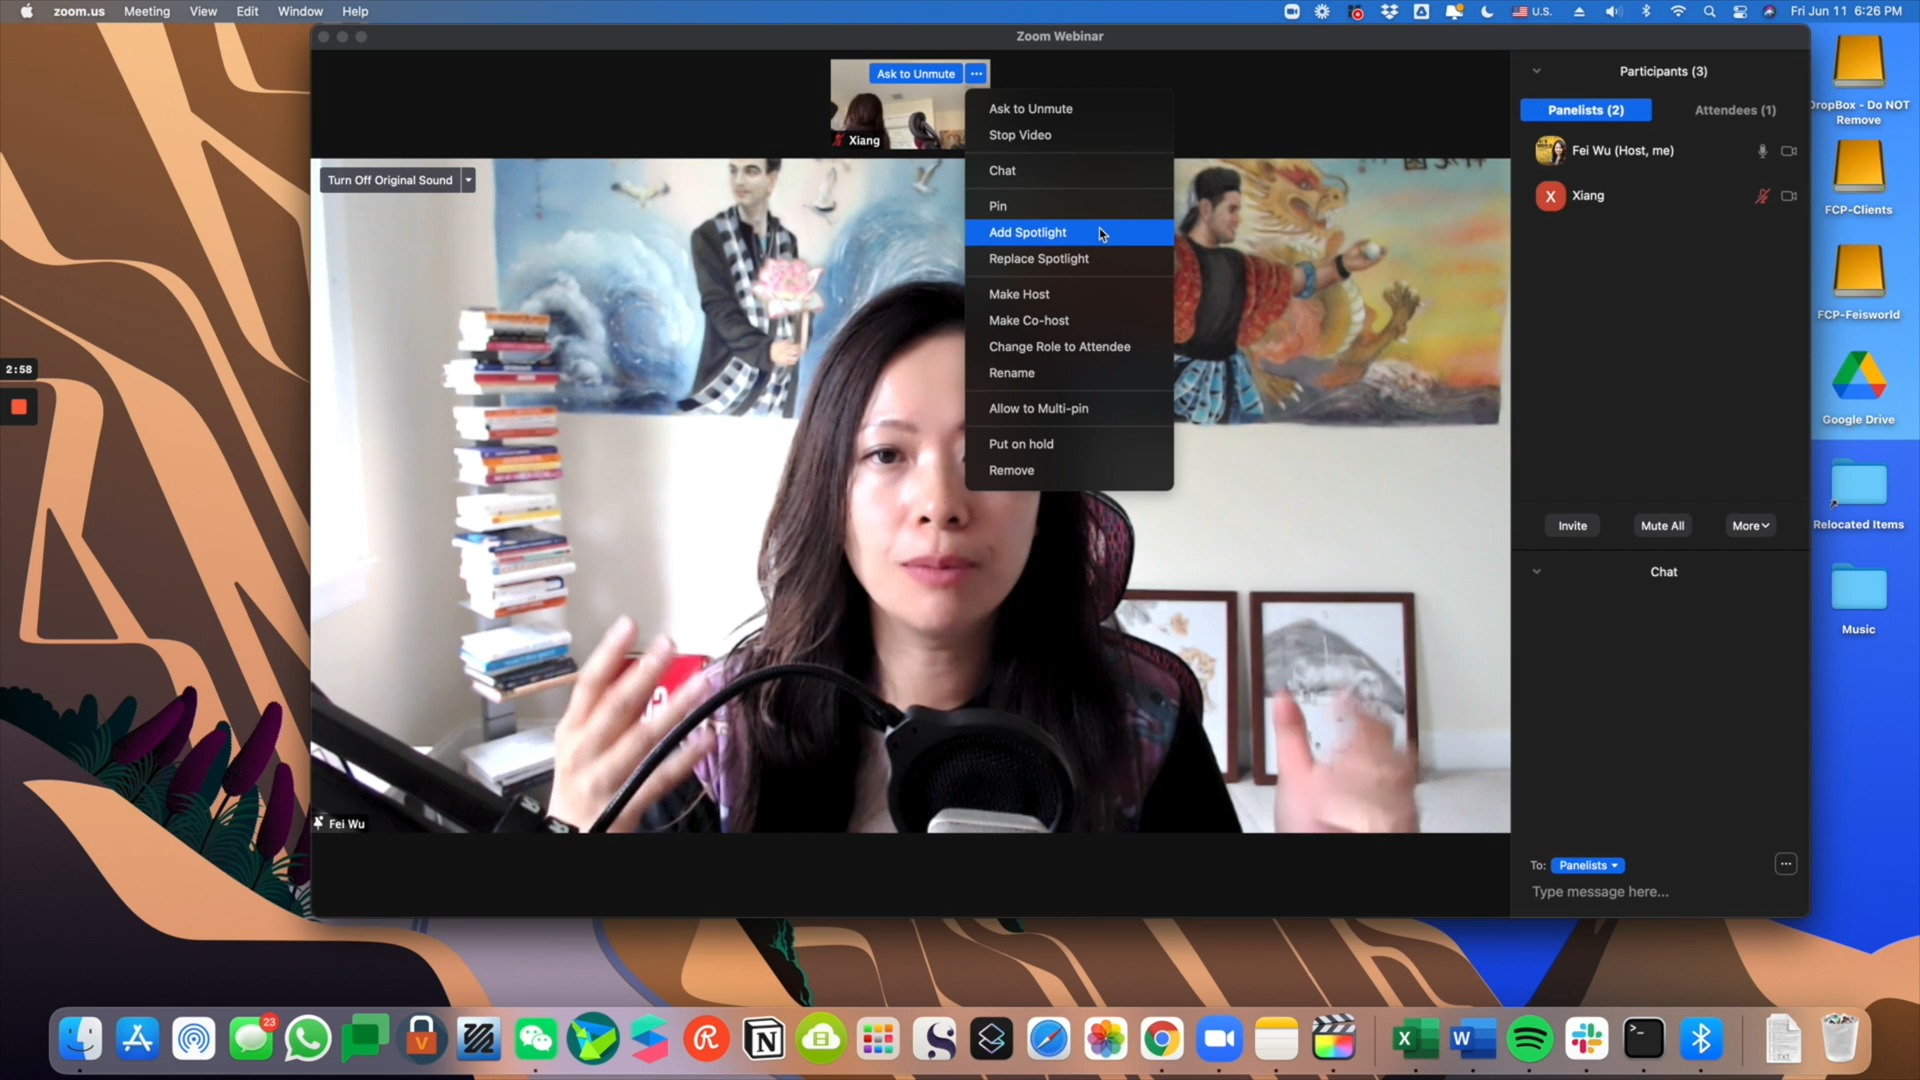 zoom.us Meeting View Edit Window Help
U.S. Fri Jun 11 6:26 PM
Zoom Webinar
Ask to Unmute
Xiang
Turn Off Original Sound
Ask to Unmute
Stop Video
Chat
Pin
Add Spotlight
Replace Spotlight
Make Host
Make Co-host
Change Role to Attendee
Rename
Allow to Multi-pin
Put on hold
Remove
Fei Wu
2:58
Participants (3)
Panelists (2) Attendees (1)
Fei Wu (Host, me)
X Xiang
Invite Mute All More
Chat
To: Panelists
Type message here...
DropBox - Do NOT
Remove
FCP-Clients
FCP-Feisworld
Google Drive
Relocated Items
Music
23
TXT